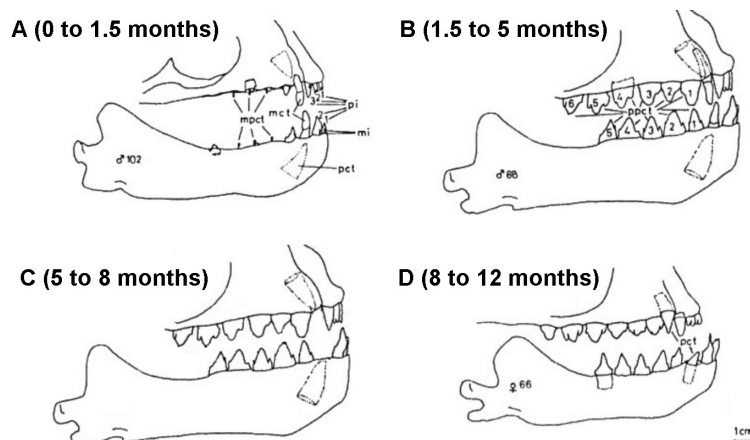 A (0 to 1.5 months)
3 2
pi
mpct
mct
2 1
mi
♂102
pct
B (1.5 to 5 months)
6 5 4 3 2 1
ppct
5 4 3 2 1
♂68
C (5 to 8 months)
D (8 to 12 months)
pct
♀66
1cm